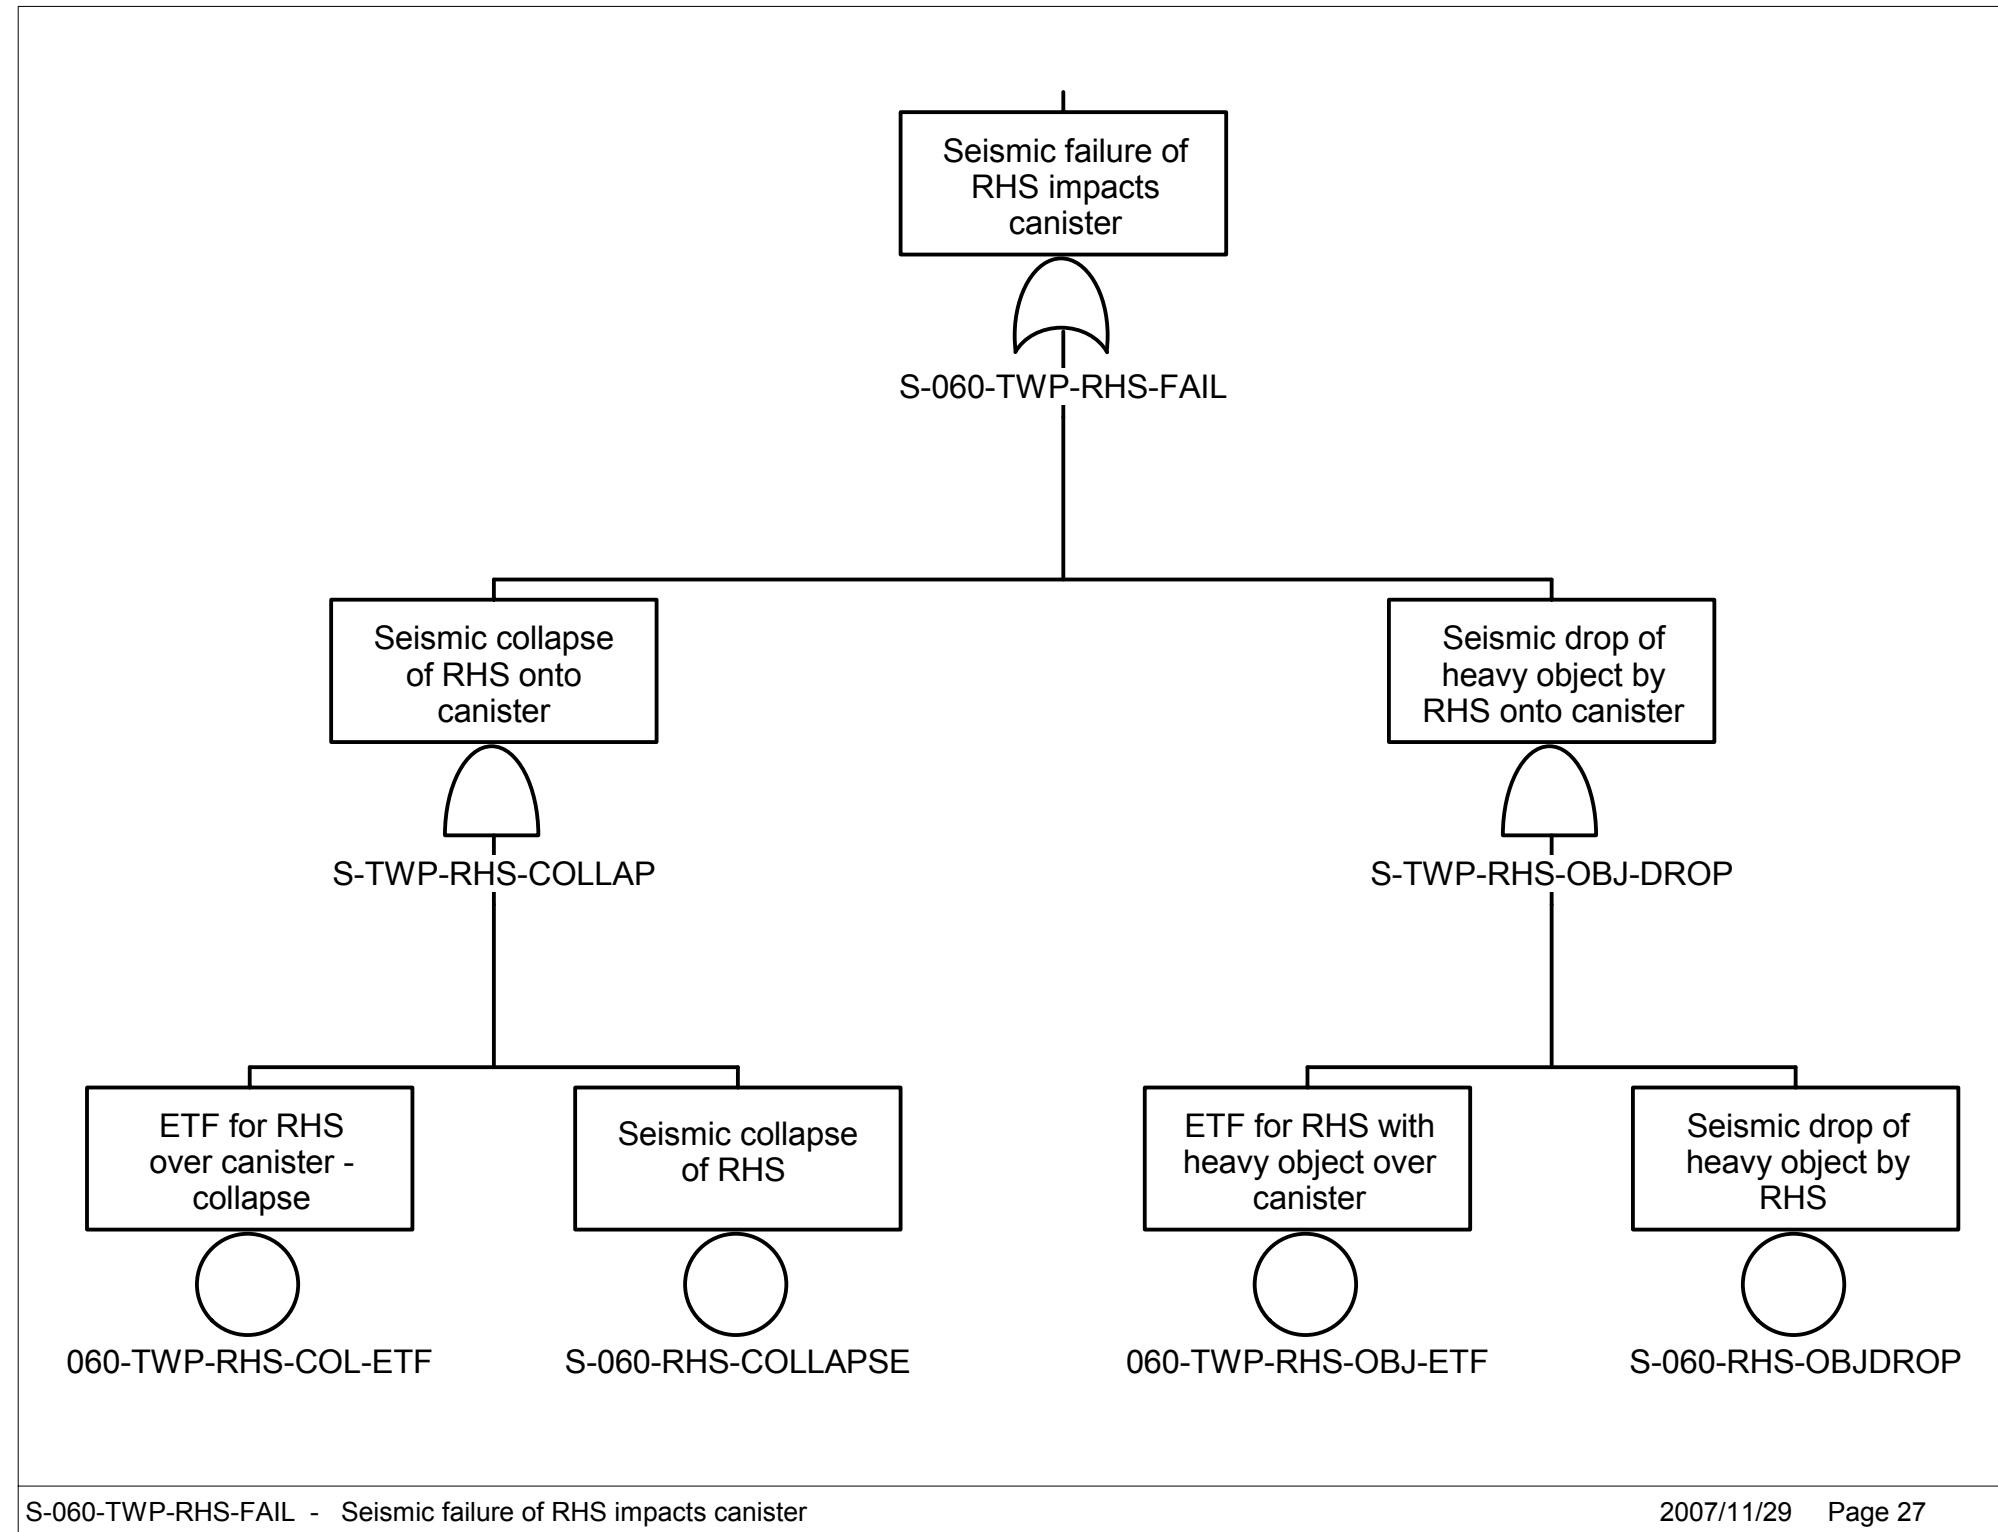 Seismic failure of
RHS impacts
canister
S-060-TWP-RHS-FAIL
Seismic collapse
of RHS onto
canister
S-TWP-RHS-COLLAP
Seismic drop of
heavy object by
RHS onto canister
S-TWP-RHS-OBJ-DROP
ETF for RHS
over canister -
collapse
060-TWP-RHS-COL-ETF
Seismic collapse
of RHS
S-060-RHS-COLLAPSE
ETF for RHS with
heavy object over
canister
060-TWP-RHS-OBJ-ETF
Seismic drop of
heavy object by
RHS
S-060-RHS-OBJDROP
S-060-TWP-RHS-FAIL - Seismic failure of RHS impacts canister 2007/11/29 Page 27